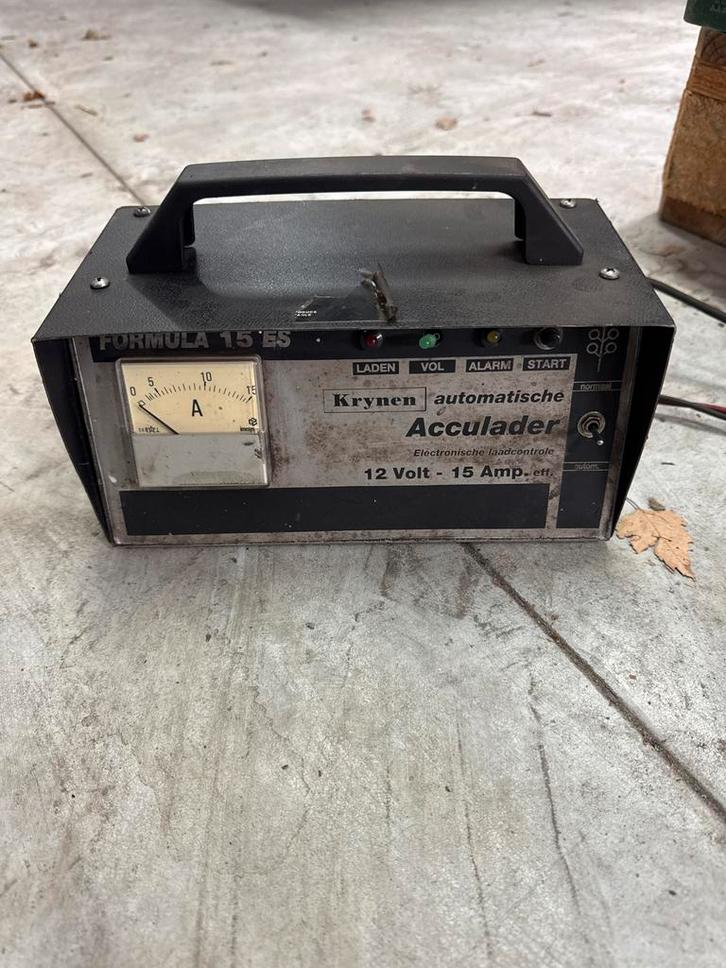 FORMULA 15 ES
LADEN VOL ALARM START
0 5 10 15
A
Krynen automatische
Acculader
Electronische laadcontrole
12 Volt - 15 Amp. eff.
normaal
autom.